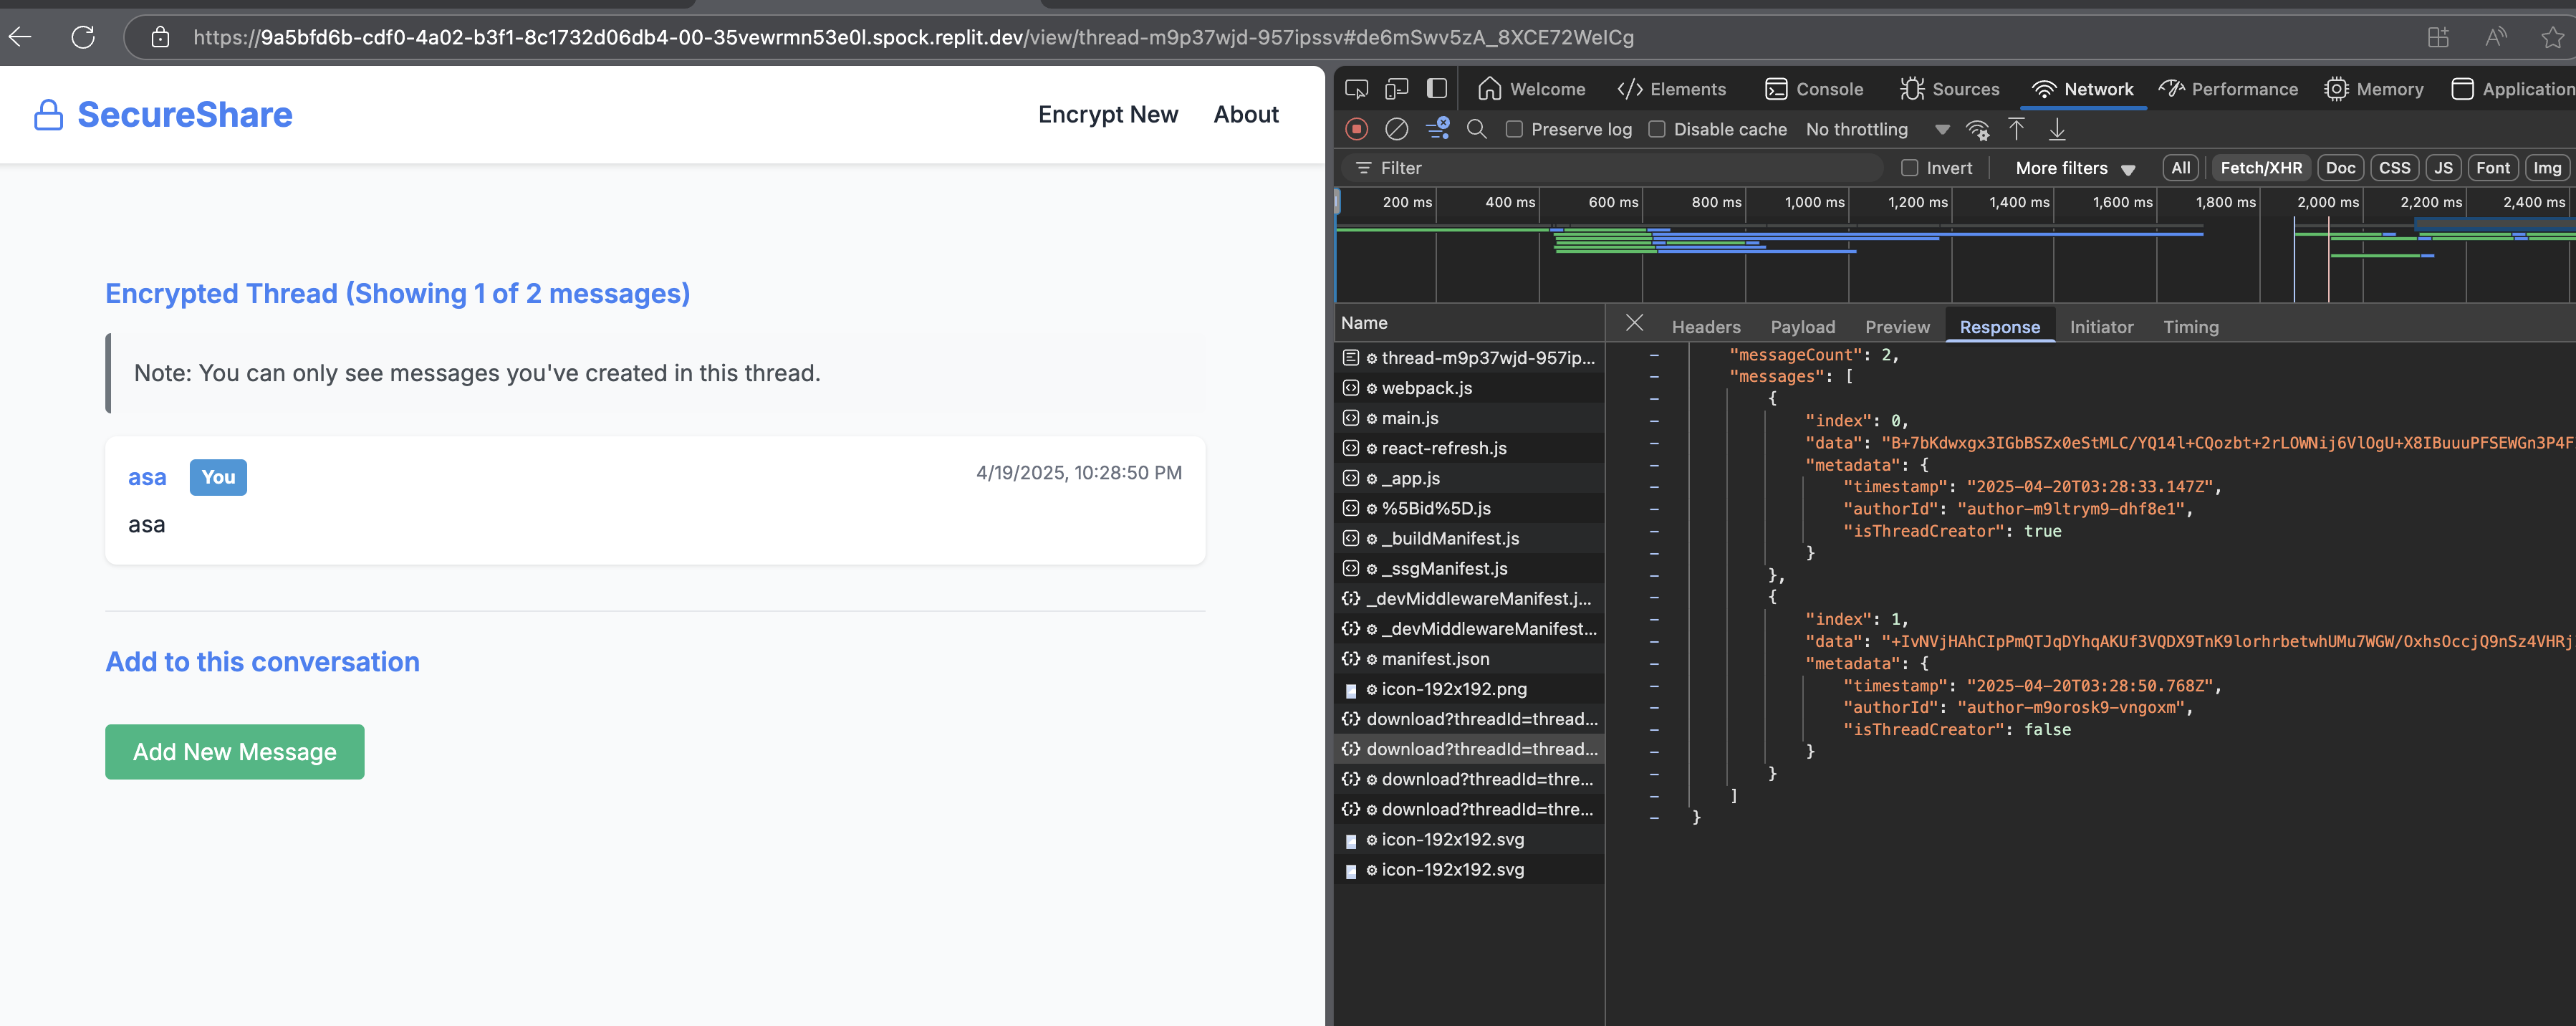 https://9a5bfd6b-cdf0-4a02-b3f1-8c1732d06db4-00-35vewrmn53e0l.spock.replit.dev/view/thread-m9p37wjd-957ipssv#de6mSwv5zA_8XCE72WeICg
SecureShare
Encrypt New About
Encrypted Thread (Showing 1 of 2 messages)
Note: You can only see messages you've created in this thread.
asa You 4/19/2025, 10:28:50 PM
asa
Add to this conversation
Add New Message
Welcome Elements Console Sources Network Performance Memory Application
Preserve log Disable cache No throttling
Filter Invert More filters All Fetch/XHR Doc CSS JS Font Img
200 ms 400 ms 600 ms 800 ms 1,000 ms 1,200 ms 1,400 ms 1,600 ms 1,800 ms 2,000 ms 2,200 ms 2,400 ms
Name
thread-m9p37wjd-957ip...
webpack.js
main.js
react-refresh.js
_app.js
%5Bid%5D.js
_buildManifest.js
_ssgManifest.js
_devMiddlewareManifest.j...
_devMiddlewareManifest...
manifest.json
icon-192x192.png
download?threadId=thread...
download?threadId=thread...
download?threadId=thre...
download?threadId=thre...
icon-192x192.svg
icon-192x192.svg
Headers Payload Preview Response Initiator Timing
"messageCount": 2,
"messages": [
{
"index": 0,
"data": "B+7bKdwxgx3IGbBSZx0eStMLC/YQ14l+CQozbt+2rLOWNij6VlOgU+X8IBuuuPFSEWGn3P4F
"metadata": {
"timestamp": "2025-04-20T03:28:33.147Z",
"authorId": "author-m9ltrym9-dhf8e1",
"isThreadCreator": true
}
},
{
"index": 1,
"data": "+IvNVjHAhCIpPmQTJqDYhqAKUf3VQDX9TnK9lorhrbetwhUMu7WGW/OxhsOccjQ9nSz4VHRj
"metadata": {
"timestamp": "2025-04-20T03:28:50.768Z",
"authorId": "author-m9orosk9-vngoxm",
"isThreadCreator": false
}
}
]
}